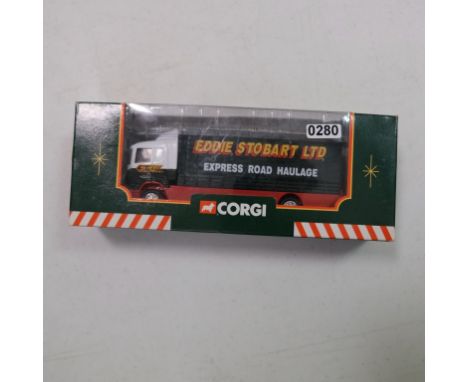 0280
EDDIE STOBART LTD
EXPRESS ROAD HAULAGE
CORGI